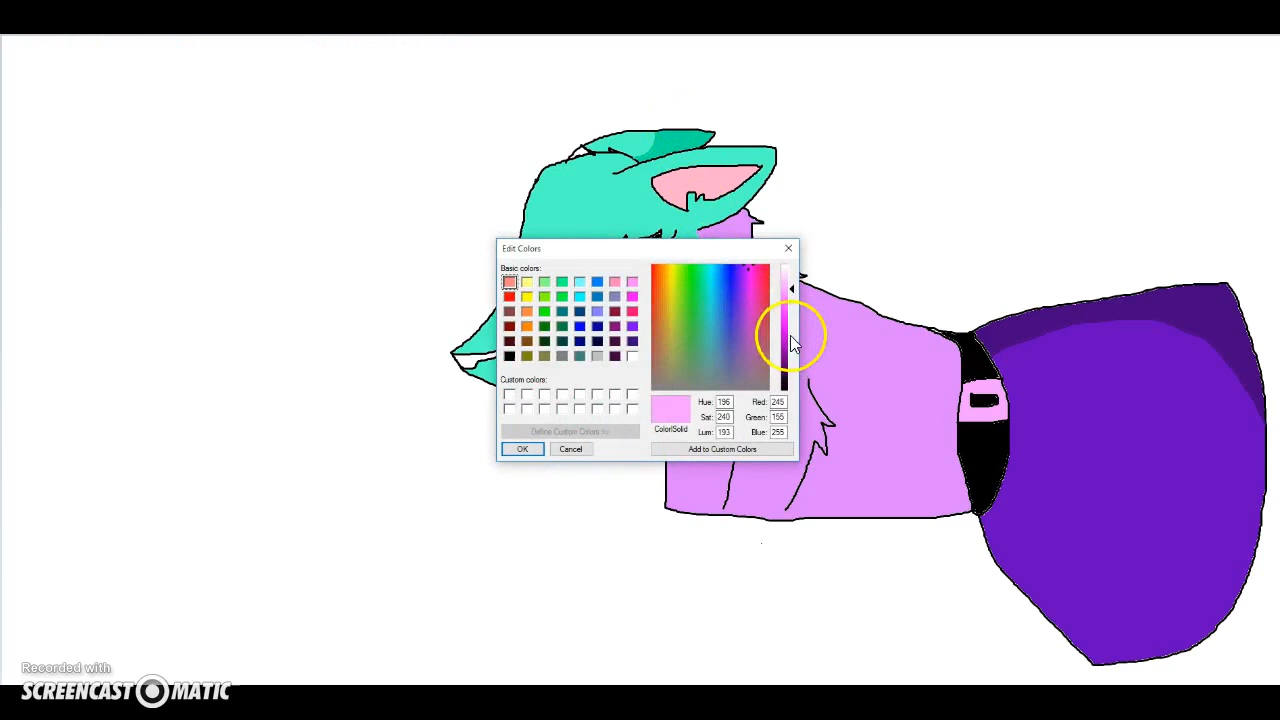 Edit Colors
Basic colors:
Custom colors:
Define Custom Colors >>
OK
Cancel
Color|Solid
Hue: 196
Sat: 240
Lum: 193
Red: 245
Green: 155
Blue: 255
Add to Custom Colors
Recorded with
SCREENCAST-O-MATIC